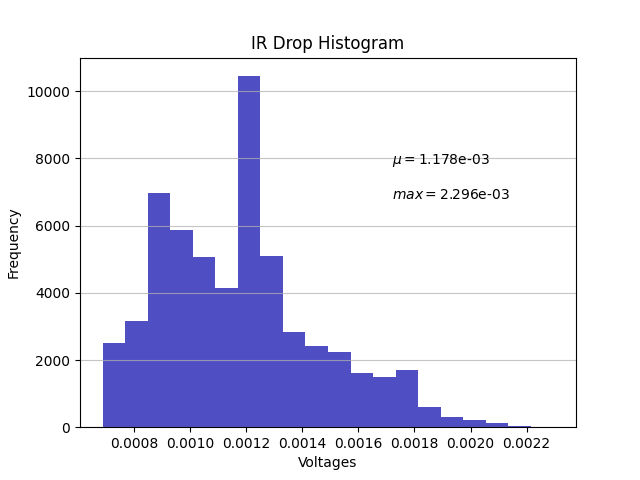 IR Drop Histogram
10000
8000
6000
4000
2000
0
Frequency
μ = 1.178e-03
max = 2.296e-03
0.0008 0.0010 0.0012 0.0014 0.0016 0.0018 0.0020 0.0022
Voltages